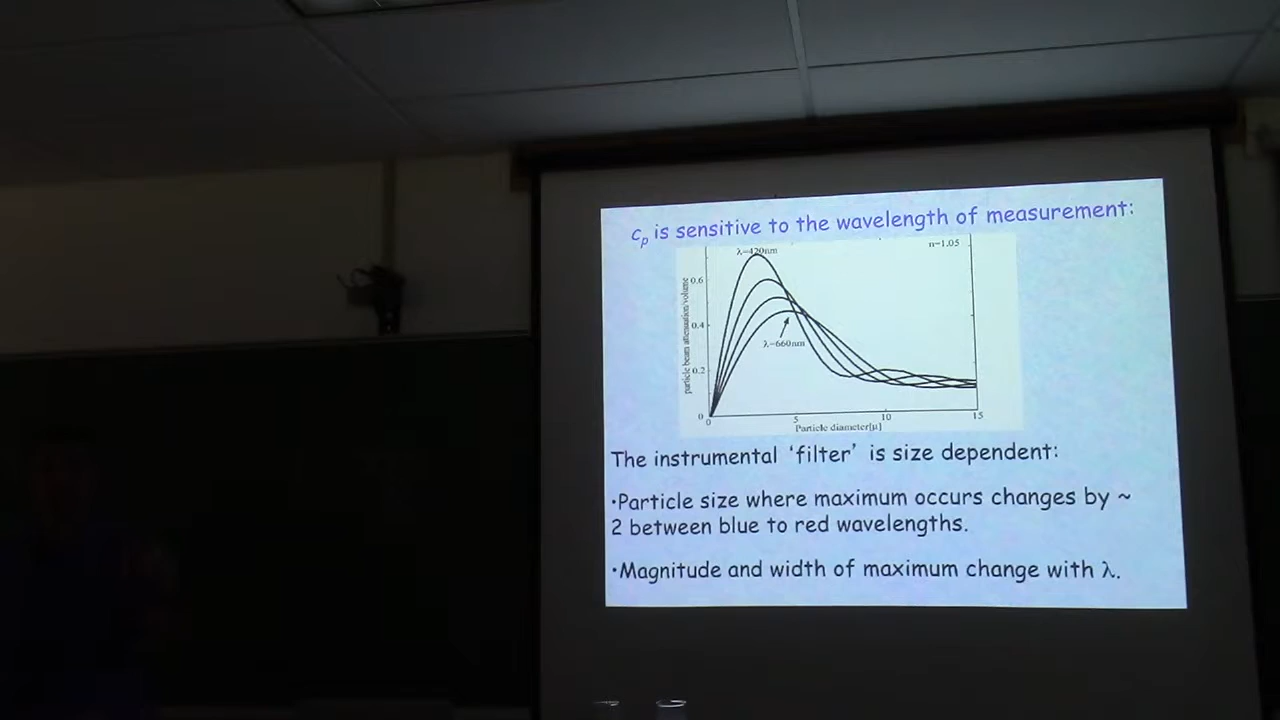 cp is sensitive to the wavelength of measurement:
λ=420nm
n=1.05
0.6
0.4
0.2
0
particle beam attenuation/volume
λ=660nm
0
5
10
15
Particle diameter[μ]
The instrumental ‘filter’ is size dependent:
•Particle size where maximum occurs changes by ~
2 between blue to red wavelengths.
•Magnitude and width of maximum change with λ.